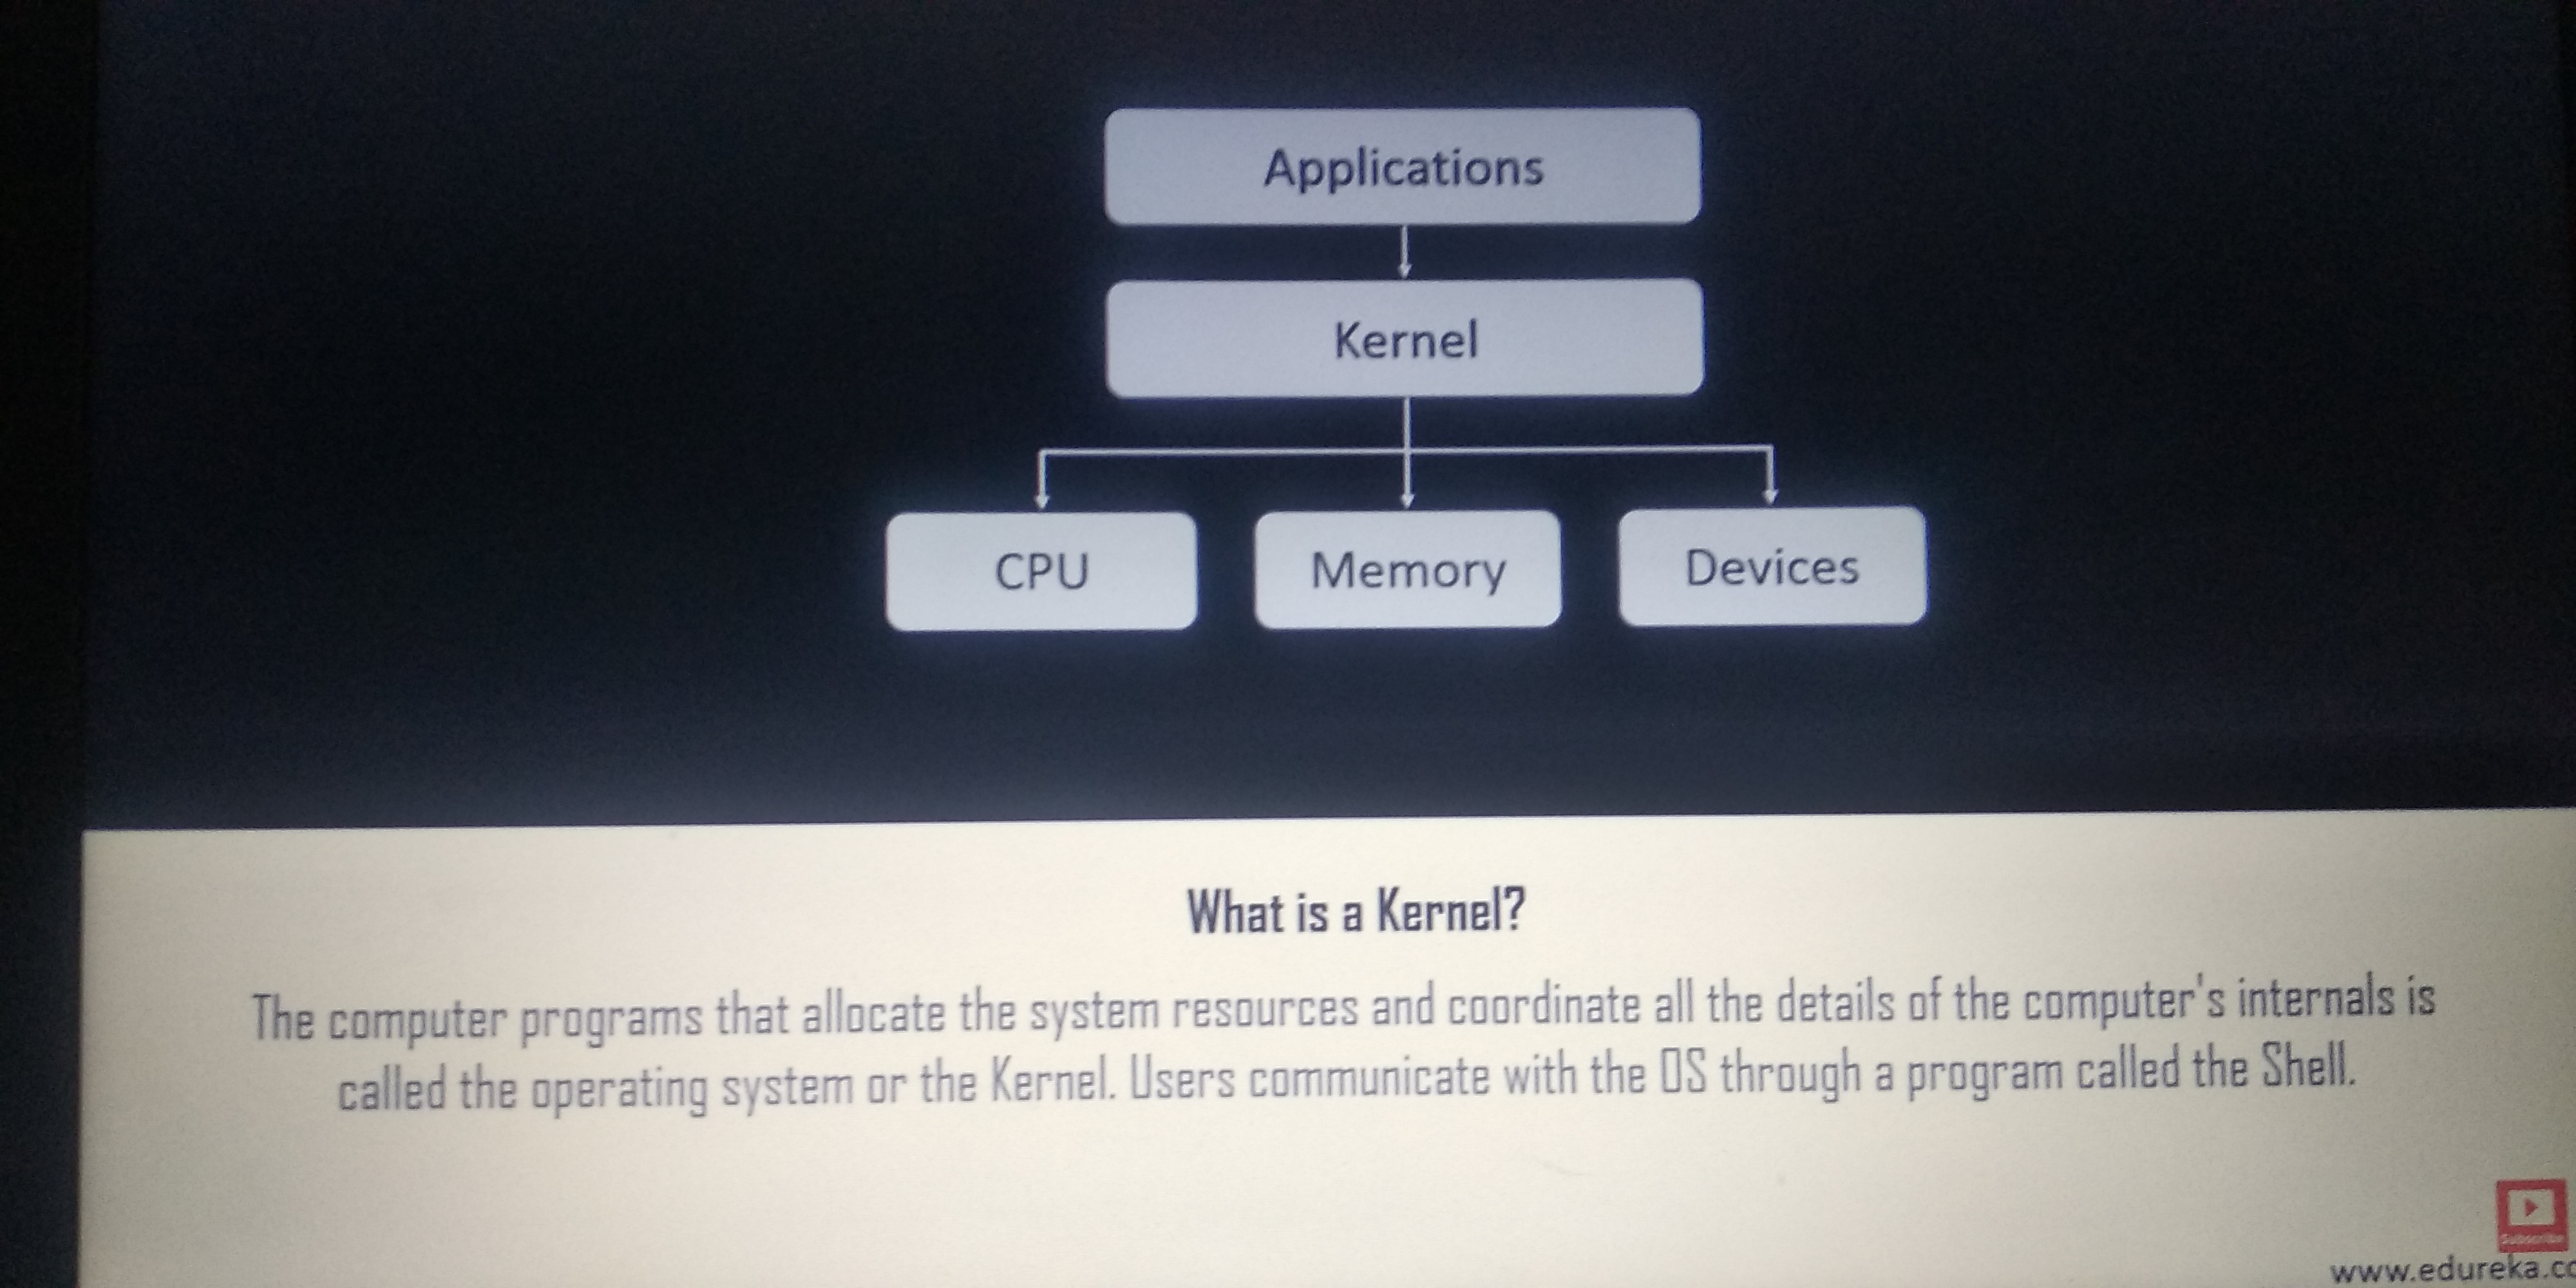 Applications
Kernel
CPU Memory Devices
What is a Kernel?
The computer programs that allocate the system resources and coordinate all the details of the computer's internals is
called the operating system or the Kernel. Users communicate with the OS through a program called the Shell.
Subscribe
www.edureka.co